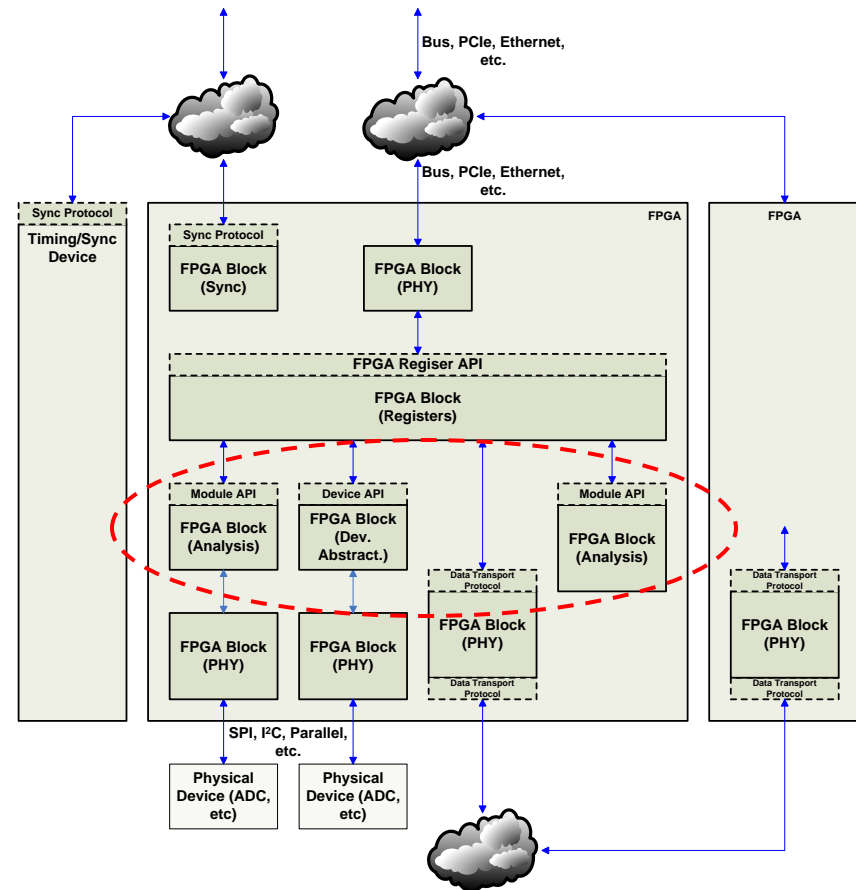 Bus, PCIe, Ethernet,
etc.
Bus, PCIe, Ethernet,
etc.
Sync Protocol
Timing/Sync
Device
FPGA
Sync Protocol
FPGA Block
(Sync)
FPGA Block
(PHY)
FPGA
FPGA Regiser API
FPGA Block
(Registers)
Module API
FPGA Block
(Analysis)
Device API
FPGA Block
(Dev.
Abstract.)
Module API
FPGA Block
(Analysis)
Data Transport
Protocol
FPGA Block
(PHY)
Data Transport
Protocol
Data Transport
Protocol
FPGA Block
(PHY)
Data Transport
Protocol
FPGA Block
(PHY)
FPGA Block
(PHY)
SPI, I²C, Parallel,
etc.
Physical
Device (ADC,
etc)
Physical
Device (ADC,
etc)